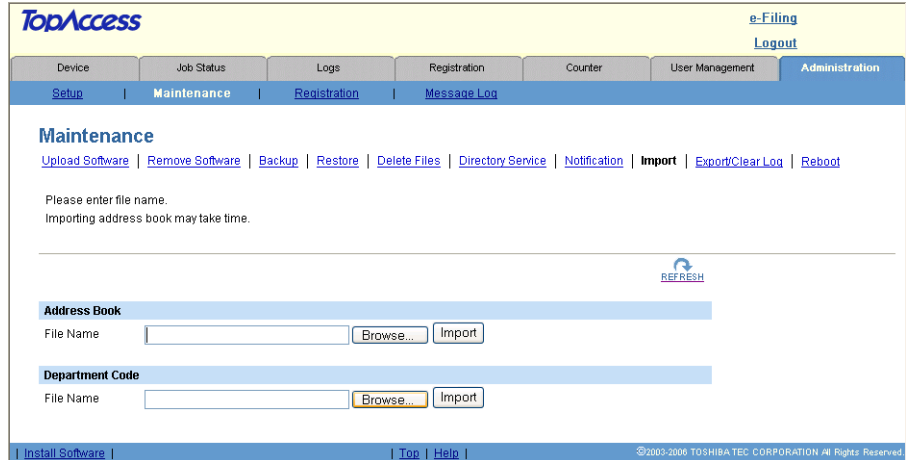 TopAccess
e-Filing
Logout
Device Job Status Logs Registration Counter User Management Administration
Setup | Maintenance | Registration | Message Log
Maintenance
Upload Software | Remove Software | Backup | Restore | Delete Files | Directory Service | Notification | Import | Export/Clear Log | Reboot
Please enter file name.
Importing address book may take time.
REFRESH
Address Book
File Name Browse... Import
Department Code
File Name Browse... Import
| Install Software | | Top | Help | ©2003-2006 TOSHIBA TEC CORPORATION All Rights Reserved.